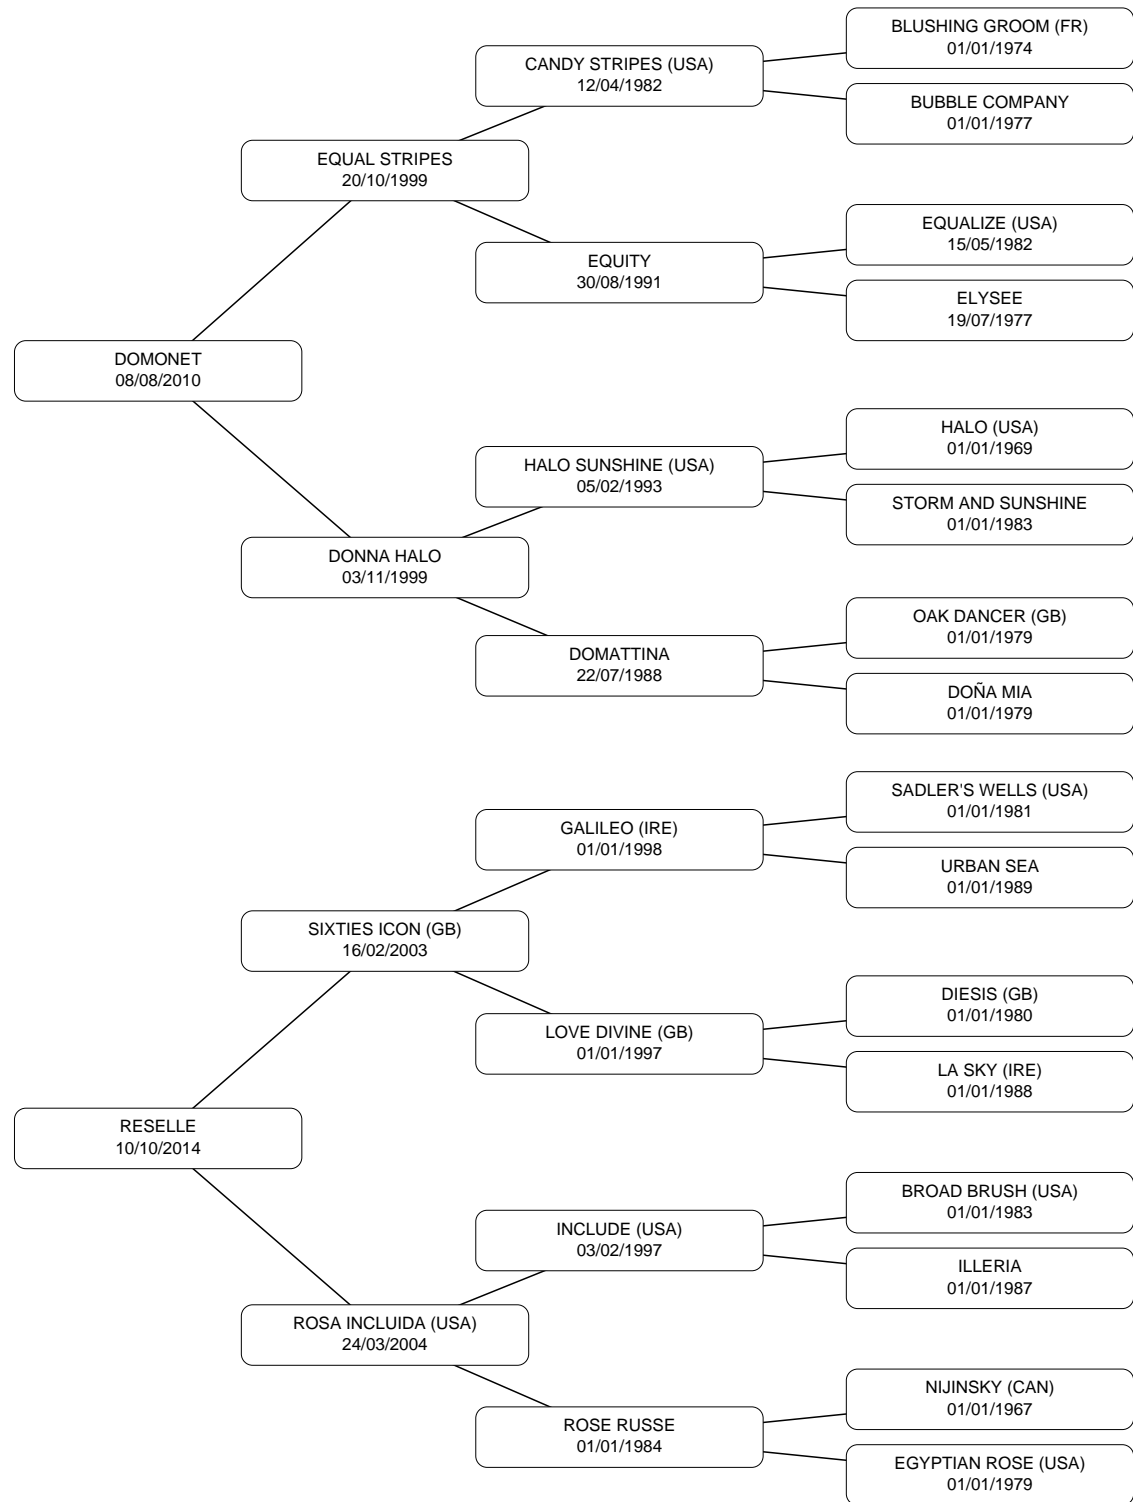 BLUSHING GROOM (FR)
01/01/1974
CANDY STRIPES (USA)
12/04/1982
BUBBLE COMPANY
01/01/1977
EQUAL STRIPES
20/10/1999
EQUALIZE (USA)
15/05/1982
EQUITY
30/08/1991
ELYSEE
19/07/1977
DOMONET
08/08/2010
HALO (USA)
01/01/1969
HALO SUNSHINE (USA)
05/02/1993
STORM AND SUNSHINE
01/01/1983
DONNA HALO
03/11/1999
OAK DANCER (GB)
01/01/1979
DOMATTINA
22/07/1988
DOÑA MIA
01/01/1979
SADLER'S WELLS (USA)
01/01/1981
GALILEO (IRE)
01/01/1998
URBAN SEA
01/01/1989
SIXTIES ICON (GB)
16/02/2003
DIESIS (GB)
01/01/1980
LOVE DIVINE (GB)
01/01/1997
LA SKY (IRE)
01/01/1988
RESELLE
10/10/2014
BROAD BRUSH (USA)
01/01/1983
INCLUDE (USA)
03/02/1997
ILLERIA
01/01/1987
ROSA INCLUIDA (USA)
24/03/2004
NIJINSKY (CAN)
01/01/1967
ROSE RUSSE
01/01/1984
EGYPTIAN ROSE (USA)
01/01/1979